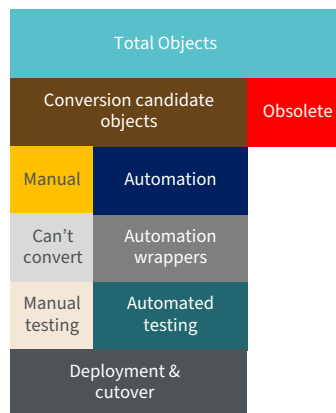 Total Objects
Conversion candidate
objects
Obsolete
Manual
Automation
Can’t
convert
Automation
wrappers
Manual
testing
Automated
testing
Deployment &
cutover